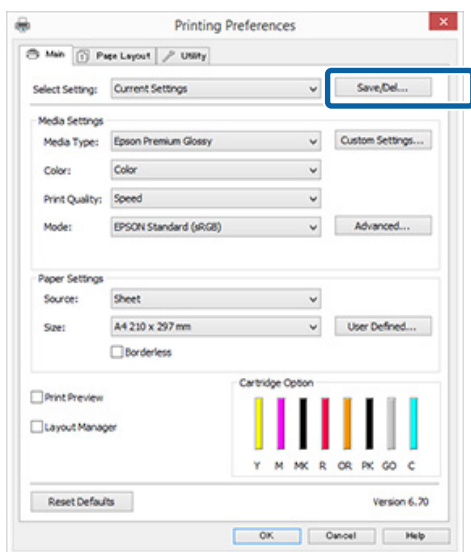 Printing Preferences
Main Page Layout Utility
Select Setting: Current Settings Save/Del...
Media Settings
Media Type: Epson Premium Glossy Custom Settings...
Color: Color
Print Quality: Speed
Mode: EPSON Standard (sRGB) Advanced...
Paper Settings
Source: Sheet
Size: A4 210 x 297 mm User Defined...
Borderless
Cartridge Option
Print Preview
Layout Manager
Y M MK R OR PK GO C
Reset Defaults Version 6.70
OK Cancel Help